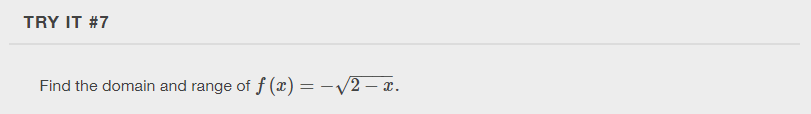 TRY IT #7
Find the domain and range of f (x) = −√2 − x.